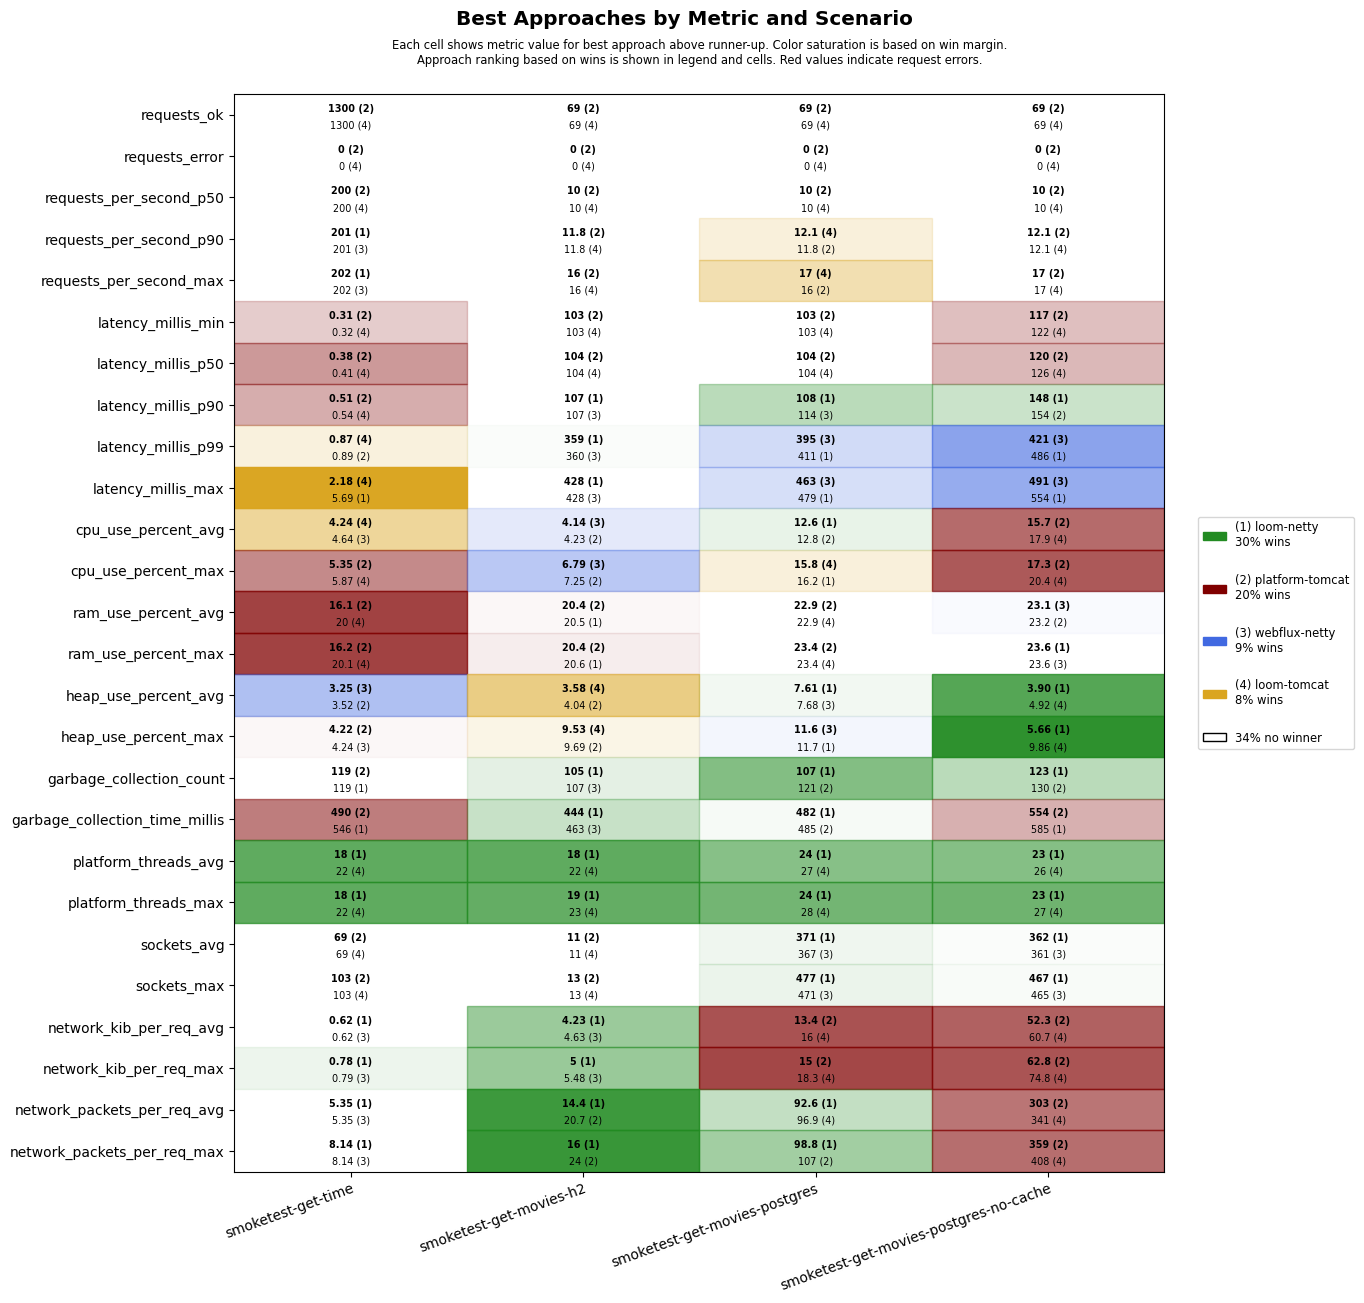 Best Approaches by Metric and Scenario
Each cell shows metric value for best approach above runner-up. Color saturation is based on win margin.
Approach ranking based on wins is shown in legend and cells. Red values indicate request errors.
requests_ok
1300 (2) 69 (2) 69 (2) 69 (2)
1300 (4) 69 (4) 69 (4) 69 (4)
requests_error
0 (2) 0 (2) 0 (2) 0 (2)
0 (4) 0 (4) 0 (4) 0 (4)
requests_per_second_p50
200 (2) 10 (2) 10 (2) 10 (2)
200 (4) 10 (4) 10 (4) 10 (4)
requests_per_second_p90
201 (1) 11.8 (2) 12.1 (4) 12.1 (2)
201 (3) 11.8 (4) 11.8 (2) 12.1 (4)
requests_per_second_max
202 (1) 16 (2) 17 (4) 17 (2)
202 (3) 16 (4) 16 (2) 17 (4)
latency_millis_min
0.31 (2) 103 (2) 103 (2) 117 (2)
0.32 (4) 103 (4) 103 (4) 122 (4)
latency_millis_p50
0.38 (2) 104 (2) 104 (2) 120 (2)
0.41 (4) 104 (4) 104 (4) 126 (4)
latency_millis_p90
0.51 (2) 107 (1) 108 (1) 148 (1)
0.54 (4) 107 (3) 114 (3) 154 (2)
latency_millis_p99
0.87 (4) 359 (1) 395 (3) 421 (3)
0.89 (2) 360 (3) 411 (1) 486 (1)
latency_millis_max
2.18 (4) 428 (1) 463 (3) 491 (3)
5.69 (1) 428 (3) 479 (1) 554 (1)
cpu_use_percent_avg
4.24 (4) 4.14 (3) 12.6 (1) 15.7 (2)
4.64 (3) 4.23 (2) 12.8 (2) 17.9 (4)
cpu_use_percent_max
5.35 (2) 6.79 (3) 15.8 (4) 17.3 (2)
5.87 (4) 7.25 (2) 16.2 (1) 20.4 (4)
ram_use_percent_avg
16.1 (2) 20.4 (2) 22.9 (2) 23.1 (3)
20 (4) 20.5 (1) 22.9 (4) 23.2 (2)
ram_use_percent_max
16.2 (2) 20.4 (2) 23.4 (2) 23.6 (1)
20.1 (4) 20.6 (1) 23.4 (4) 23.6 (3)
heap_use_percent_avg
3.25 (3) 3.58 (4) 7.61 (1) 3.90 (1)
3.52 (2) 4.04 (2) 7.68 (3) 4.92 (4)
heap_use_percent_max
4.22 (2) 9.53 (4) 11.6 (3) 5.66 (1)
4.24 (3) 9.69 (2) 11.7 (1) 9.86 (4)
garbage_collection_count
119 (2) 105 (1) 107 (1) 123 (1)
119 (1) 107 (3) 121 (2) 130 (2)
garbage_collection_time_millis
490 (2) 444 (1) 482 (1) 554 (2)
546 (1) 463 (3) 485 (2) 585 (1)
platform_threads_avg
18 (1) 18 (1) 24 (1) 23 (1)
22 (4) 22 (4) 27 (4) 26 (4)
platform_threads_max
18 (1) 19 (1) 24 (1) 23 (1)
22 (4) 23 (4) 28 (4) 27 (4)
sockets_avg
69 (2) 11 (2) 371 (1) 362 (1)
69 (4) 11 (4) 367 (3) 361 (3)
sockets_max
103 (2) 13 (2) 477 (1) 467 (1)
103 (4) 13 (4) 471 (3) 465 (3)
network_kib_per_req_avg
0.62 (1) 4.23 (1) 13.4 (2) 52.3 (2)
0.62 (3) 4.63 (3) 16 (4) 60.7 (4)
network_kib_per_req_max
0.78 (1) 5 (1) 15 (2) 62.8 (2)
0.79 (3) 5.48 (3) 18.3 (4) 74.8 (4)
network_packets_per_req_avg
5.35 (1) 14.4 (1) 92.6 (1) 303 (2)
5.35 (3) 20.7 (2) 96.9 (4) 341 (4)
network_packets_per_req_max
8.14 (1) 16 (1) 98.8 (1) 359 (2)
8.14 (3) 24 (2) 107 (2) 408 (4)
smoketest-get-time
smoketest-get-movies-h2
smoketest-get-movies-postgres
smoketest-get-movies-postgres-no-cache
(1) loom-netty
30% wins
(2) platform-tomcat
20% wins
(3) webflux-netty
9% wins
(4) loom-tomcat
8% wins
34% no winner